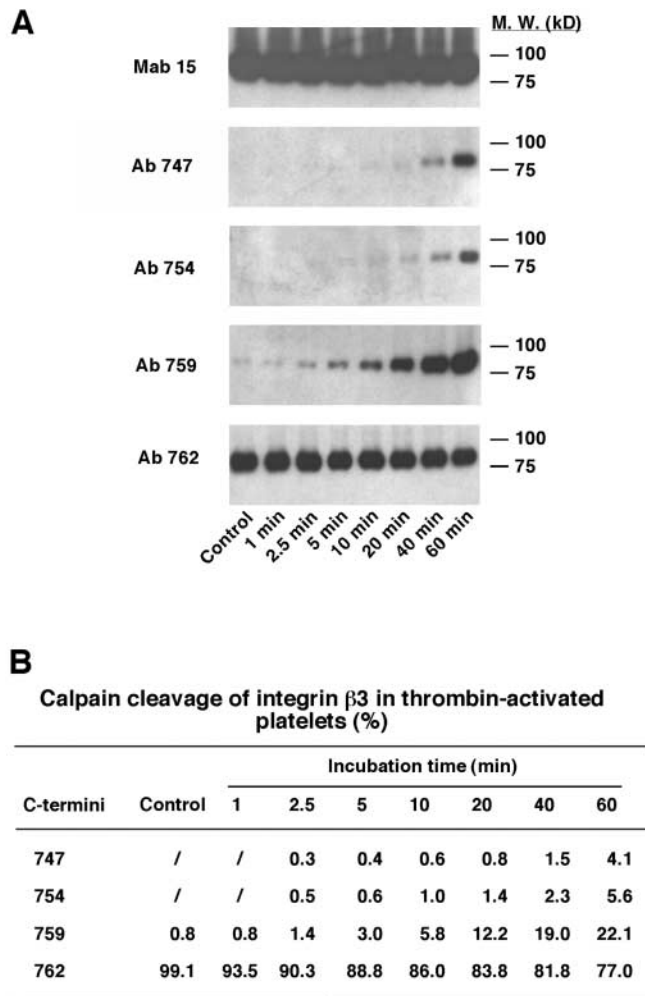 A
M. W. (kD)
Mab 15
— 100
— 75
Ab 747
— 100
— 75
Ab 754
— 100
— 75
Ab 759
— 100
— 75
Ab 762
— 100
— 75
Control 1 min 2.5 min 5 min 10 min 20 min 40 min 60 min
B
Calpain cleavage of integrin β3 in thrombin-activated
platelets (%)
Incubation time (min)
C-termini Control 1 2.5 5 10 20 40 60
747 / / 0.3 0.4 0.6 0.8 1.5 4.1
754 / / 0.5 0.6 1.0 1.4 2.3 5.6
759 0.8 0.8 1.4 3.0 5.8 12.2 19.0 22.1
762 99.1 93.5 90.3 88.8 86.0 83.8 81.8 77.0